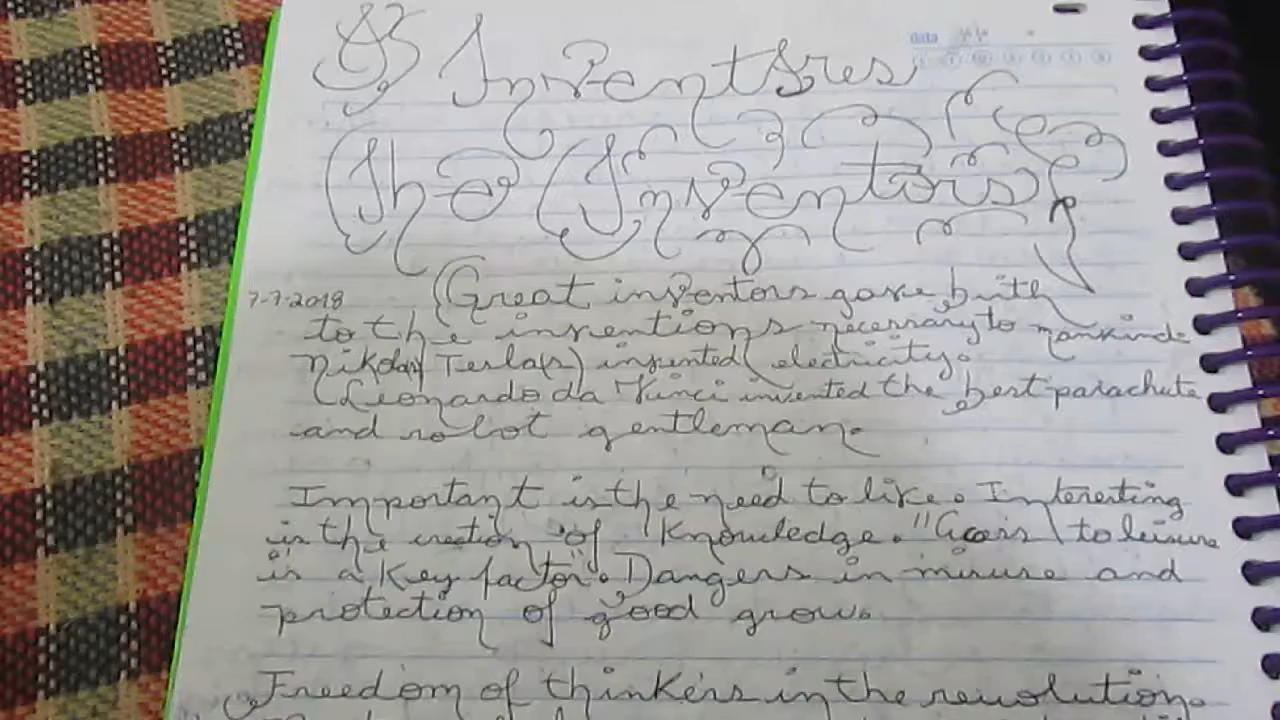 Os Inventores
The Inventors
7-7-2018 Great inventors gave birth
to the inventions necessary to mankind.
Nikolay Tesla(s) invented electricity.
Leonardo da Vinci invented the best parachute
and robot gentleman.
Important is the need to like. Interesting
is the creation of knowledge. " to leisure
is a key factor". Dangers in misuse and
protection of good grow.
Freedom of thinkers in the revolution.